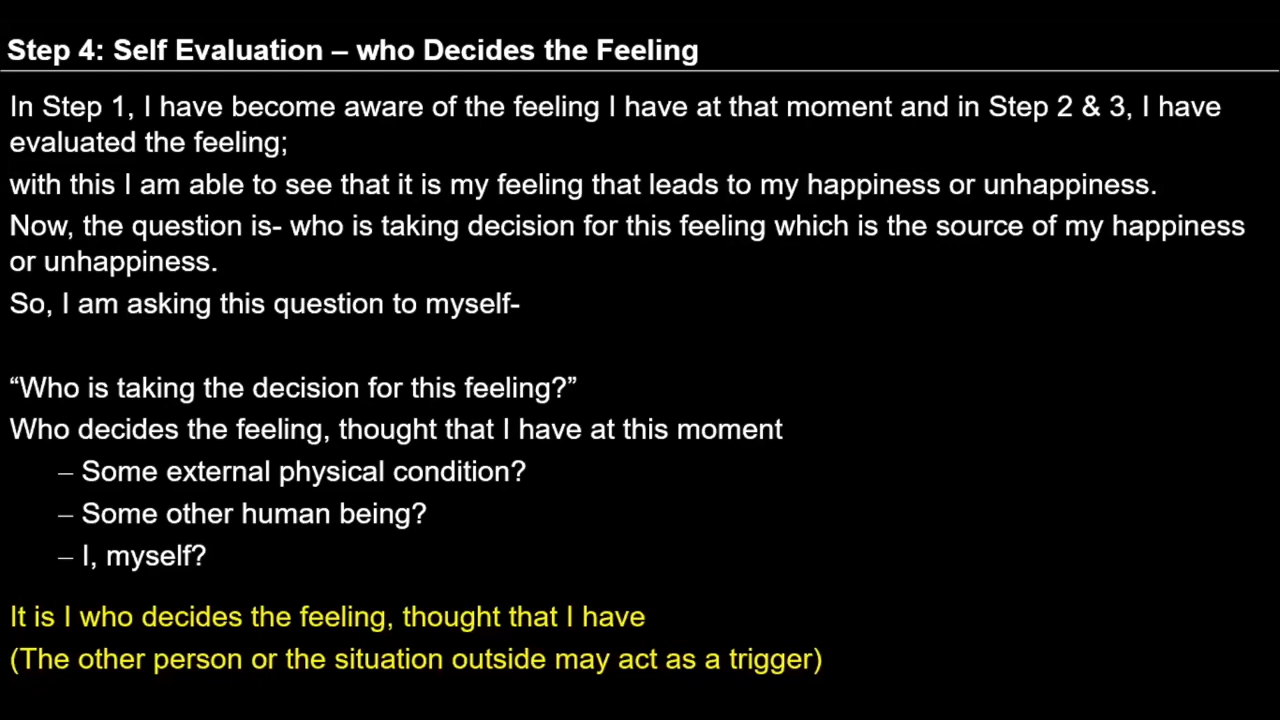 Step 4: Self Evaluation – who Decides the Feeling
In Step 1, I have become aware of the feeling I have at that moment and in Step 2 & 3, I have
evaluated the feeling;
with this I am able to see that it is my feeling that leads to my happiness or unhappiness.
Now, the question is- who is taking decision for this feeling which is the source of my happiness
or unhappiness.
So, I am asking this question to myself-
“Who is taking the decision for this feeling?”
Who decides the feeling, thought that I have at this moment
– Some external physical condition?
– Some other human being?
– I, myself?
It is I who decides the feeling, thought that I have
(The other person or the situation outside may act as a trigger)